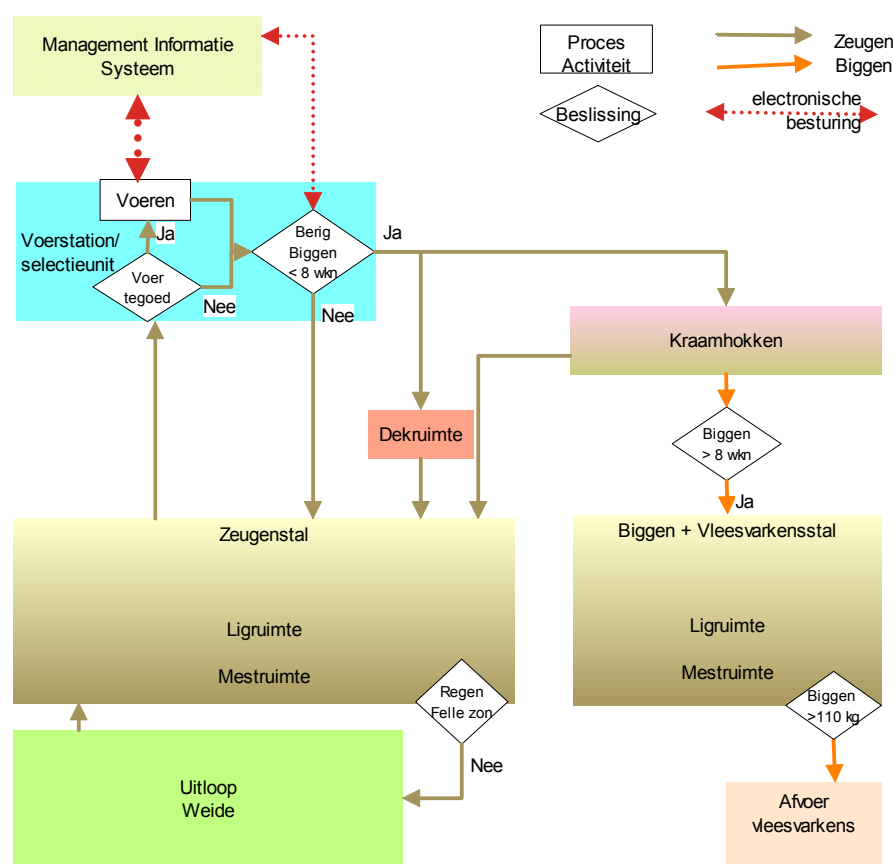 Management Informatie
Systeem
Proces
Activiteit
Beslissing
Zeugen
Biggen
electronische
besturing
Voerstation/
selectieunit
Voeren
Ja
Voer
tegoed
Nee
Berig
Biggen
< 8 wkn
Ja
Nee
Kraamhokken
Dekruimte
Biggen
> 8 wkn
Ja
Zeugenstal
Ligruimte
Mestruimte
Regen
Felle zon
Nee
Biggen + Vleesvarkensstal
Ligruimte
Mestruimte
Biggen
>110 kg
Uitloop
Weide
Afvoer
vleesvarkens